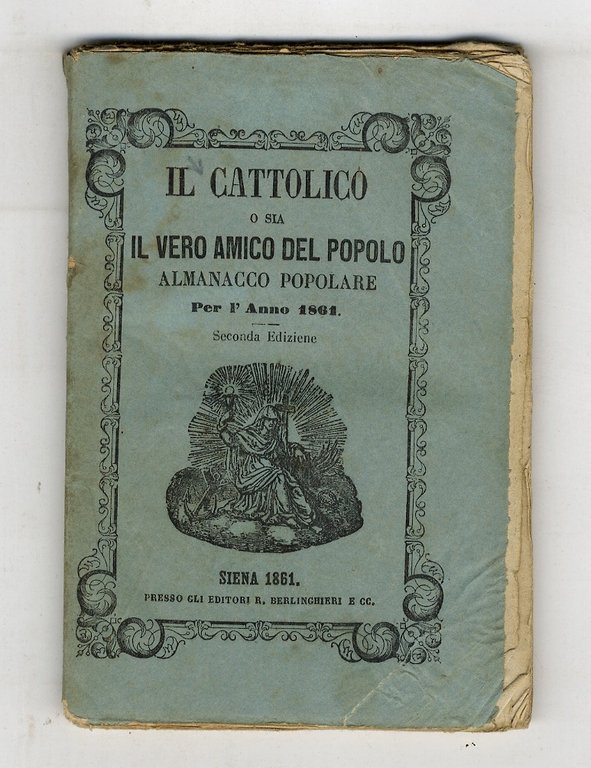 IL CATTOLICO
O SIA
IL VERO AMICO DEL POPOLO
ALMANACCO POPOLARE
Per l' Anno 1861.
Seconda Ediziene
SIENA 1861.
PRESSO GLI EDITORI R. BERLINGHIERI E CC.